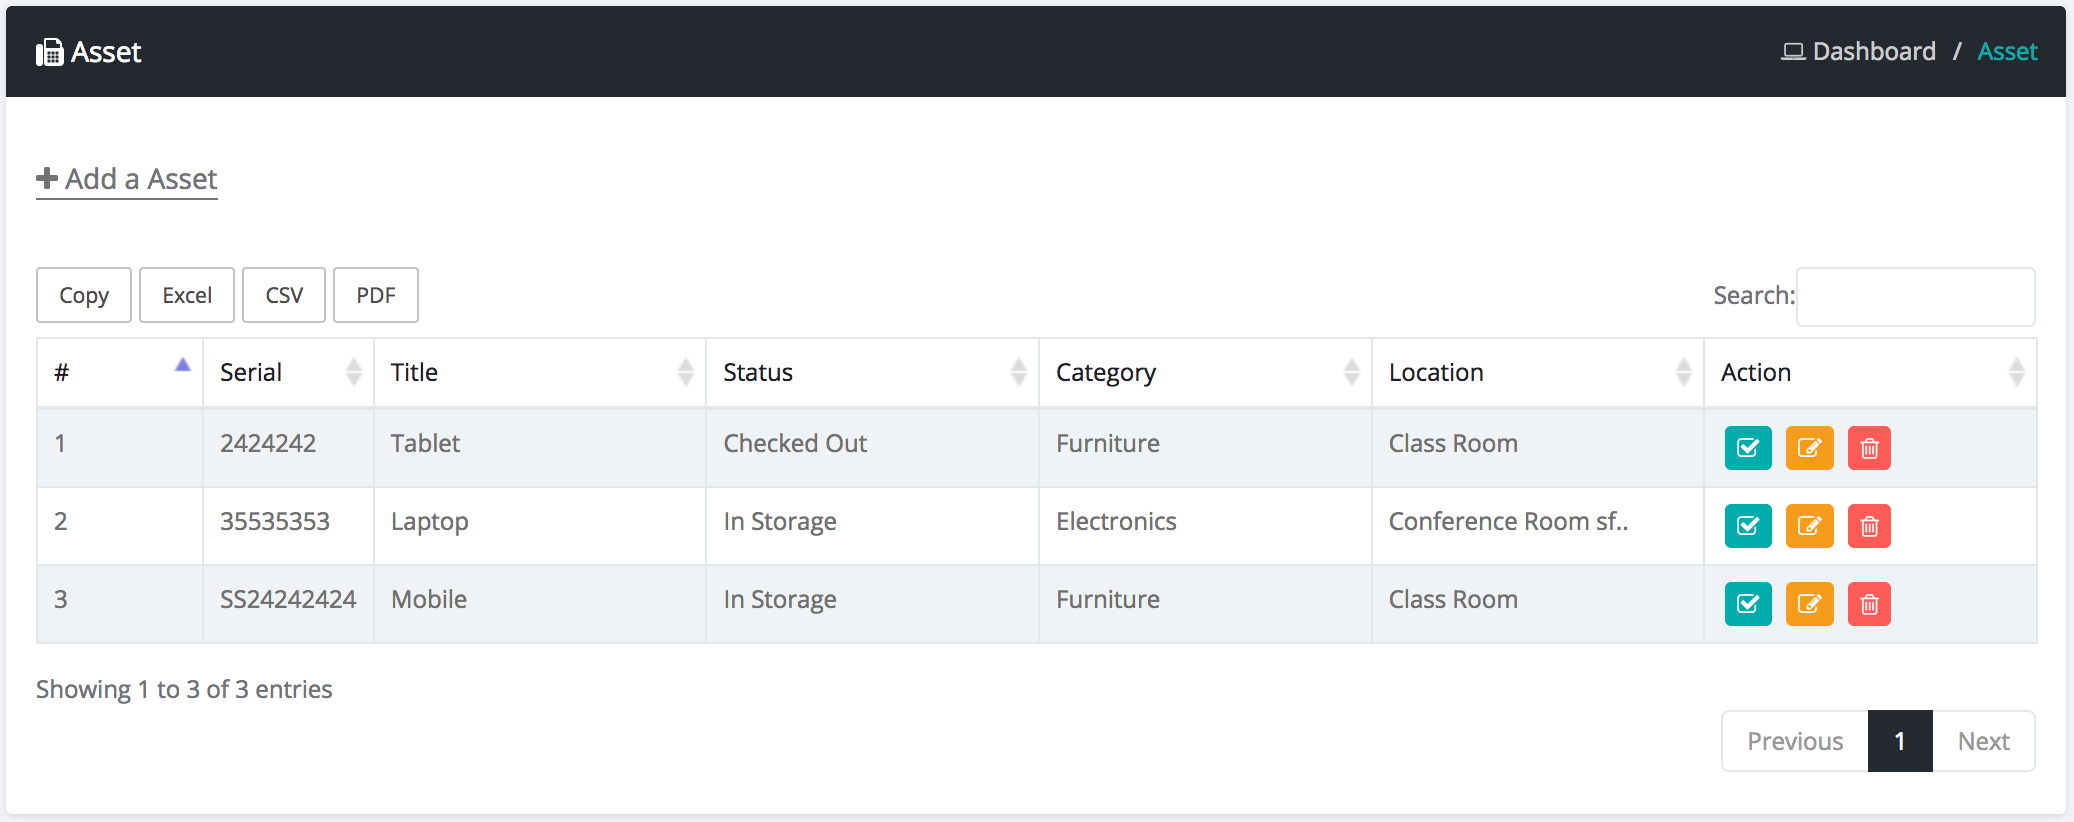 Asset
Dashboard / Asset
Add a Asset
Copy Excel CSV PDF Search:
# Serial Title Status Category Location Action
1 2424242 Tablet Checked Out Furniture Class Room
2 35535353 Laptop In Storage Electronics Conference Room sf..
3 SS24242424 Mobile In Storage Furniture Class Room
Showing 1 to 3 of 3 entries
Previous 1 Next